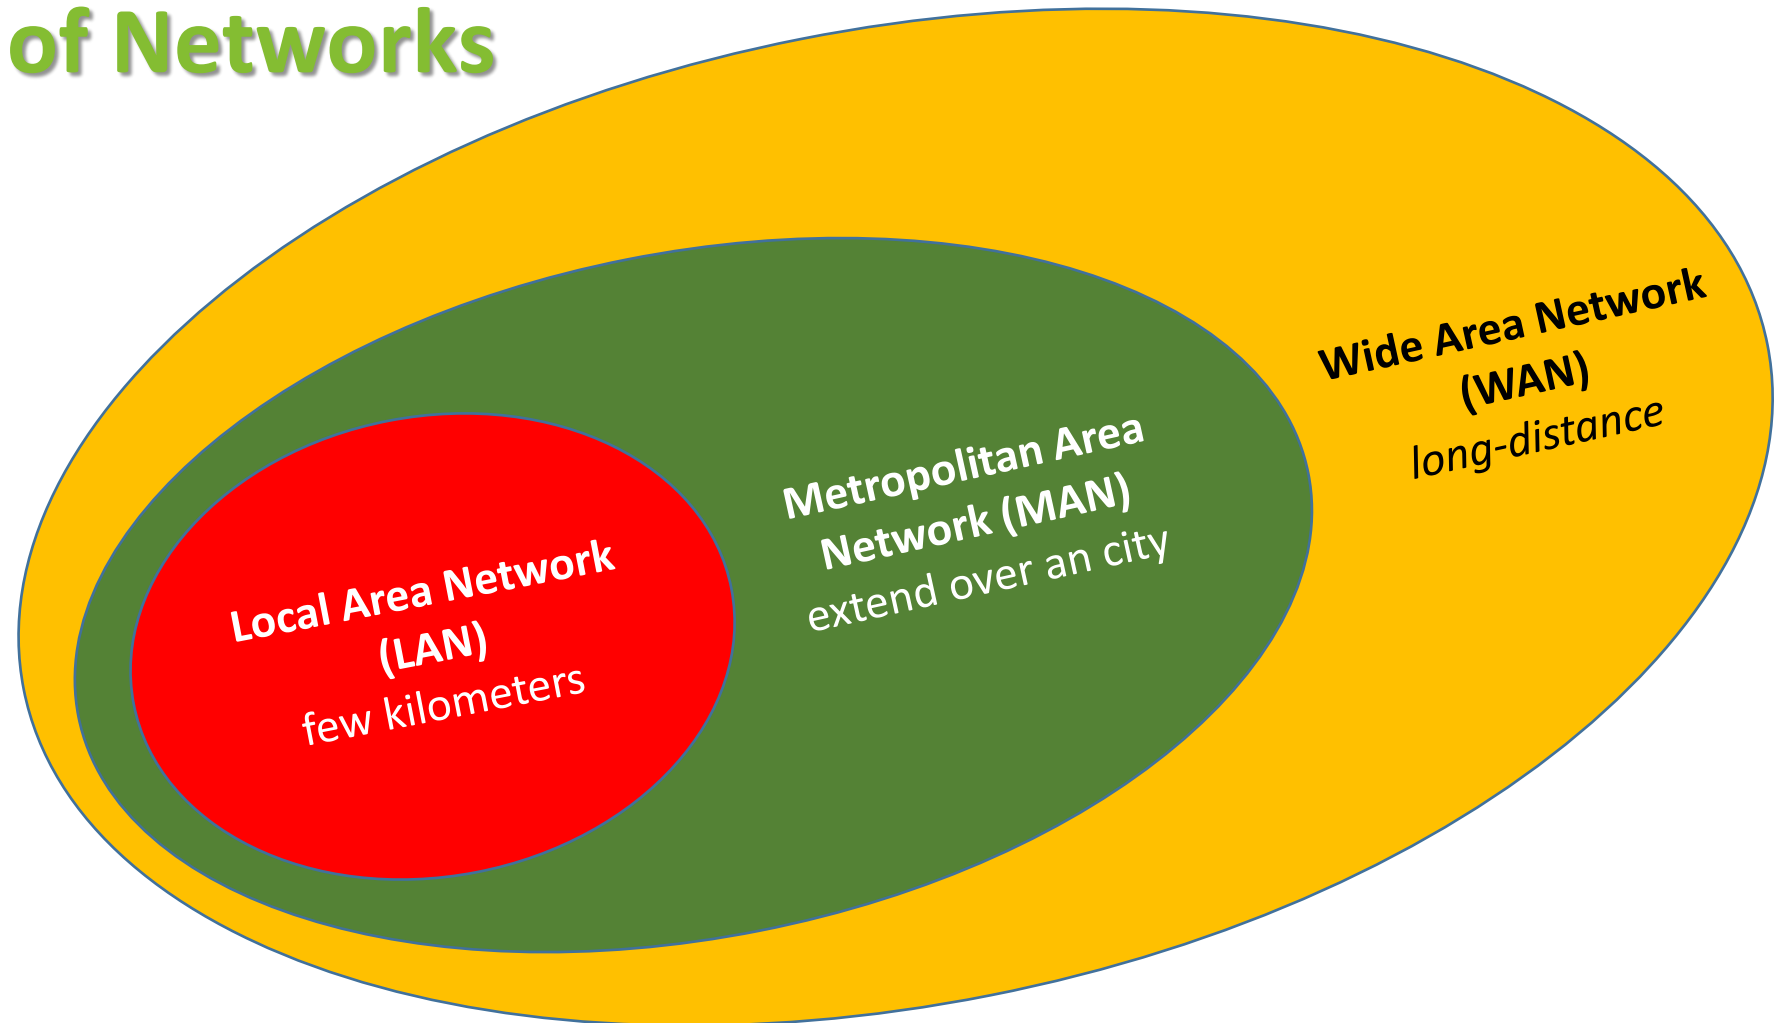 of Networks
Wide Area Network
(WAN)
long-distance
Metropolitan Area
Network (MAN)
extend over an city
Local Area Network
(LAN)
few kilometers